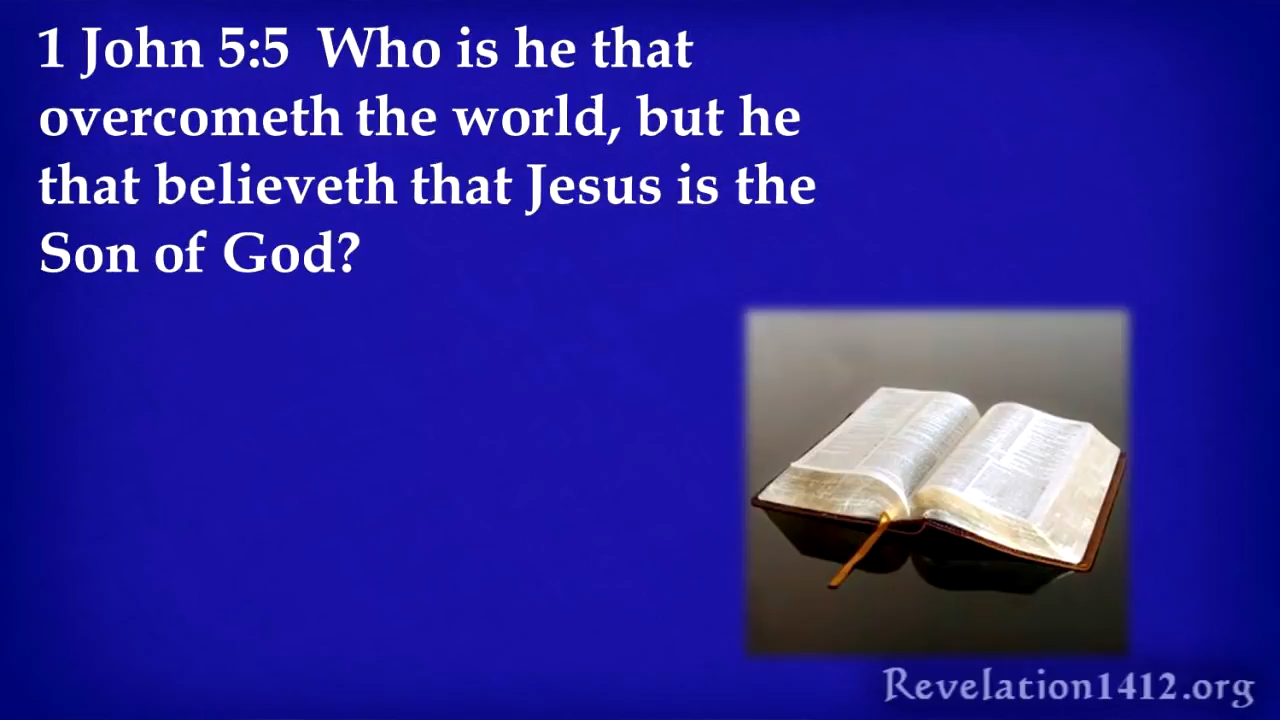 1 John 5:5  Who is he that
overcometh the world, but he
that believeth that Jesus is the
Son of God?
Revelation1412.org